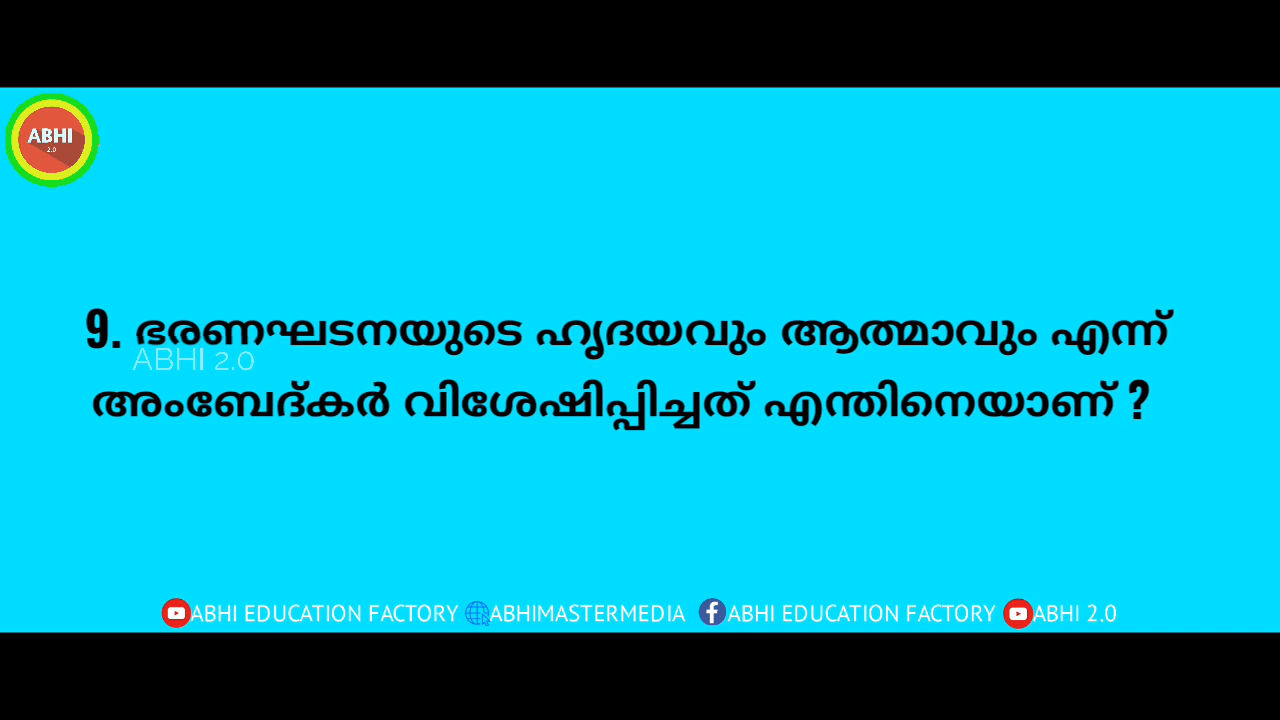 ABHI
2.0
9. ഭരണഘടനയുടെ ഹൃദയവും ആത്മാവും എന്ന്
ABHI 2.0
അംബേദ്കർ വിശേഷിപ്പിച്ചത് എന്തിനെയാണ് ?
ABHI EDUCATION FACTORY ABHIMASTERMEDIA ABHI EDUCATION FACTORY ABHI 2.0